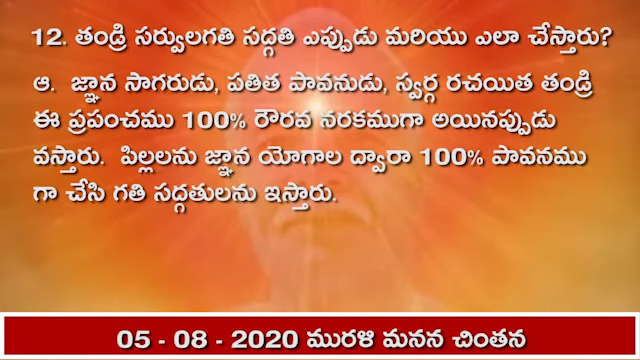 12. తండ్రి సర్వులగతి సద్గతి ఎప్పుడు మరియు ఎలా చేస్తారు?
ఆ. జ్ఞాన సాగరుడు, పతిత పావనుడు, స్వర్గ రచయిత తండ్రి
ఈ ప్రపంచము 100% రౌరవ నరకముగా అయినప్పుడు
వస్తారు. పిల్లలను జ్ఞాన యోగాల ద్వారా 100% పావనము
గా చేసి గతి సద్గతులను ఇస్తారు.
05 - 08 - 2020 మురళి మనన చింతన